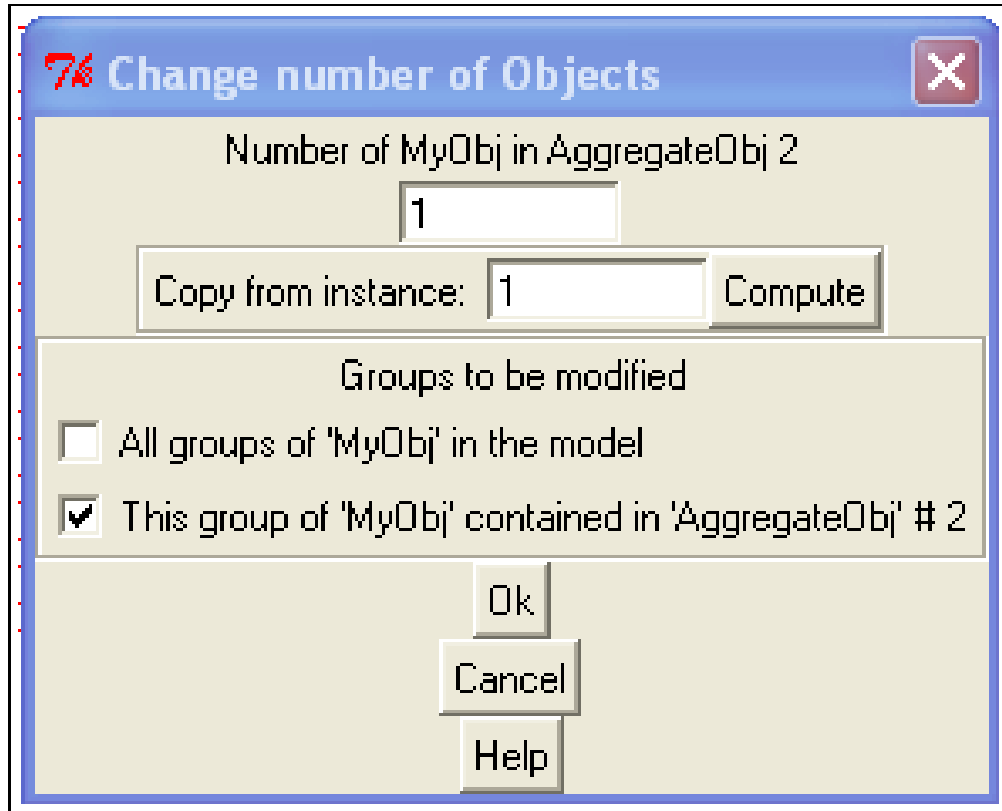 Change number of Objects
Number of MyObj in AggregateObj 2
1
Copy from instance: 1 Compute
Groups to be modified
All groups of 'MyObj' in the model
This group of 'MyObj' contained in 'AggregateObj' # 2
Ok
Cancel
Help